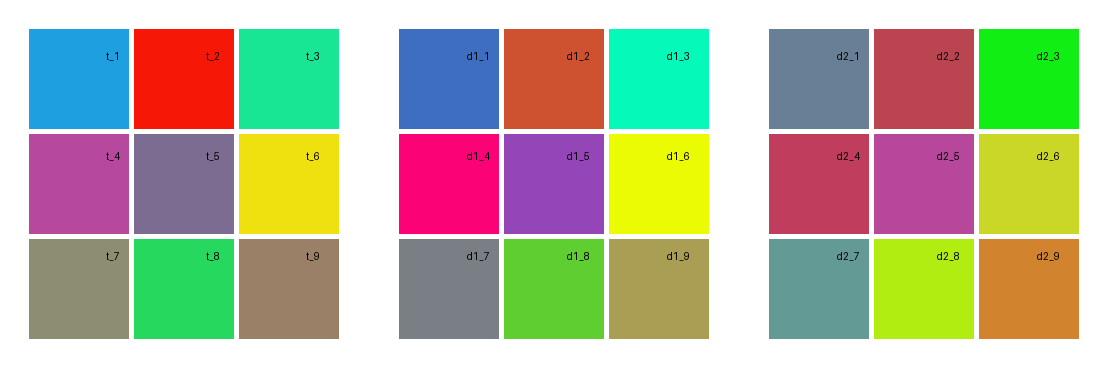 t_1 t_2 t_3 d1_1 d1_2 d1_3 d2_1 d2_2 d2_3
t_4 t_5 t_6 d1_4 d1_5 d1_6 d2_4 d2_5 d2_6
t_7 t_8 t_9 d1_7 d1_8 d1_9 d2_7 d2_8 d2_9